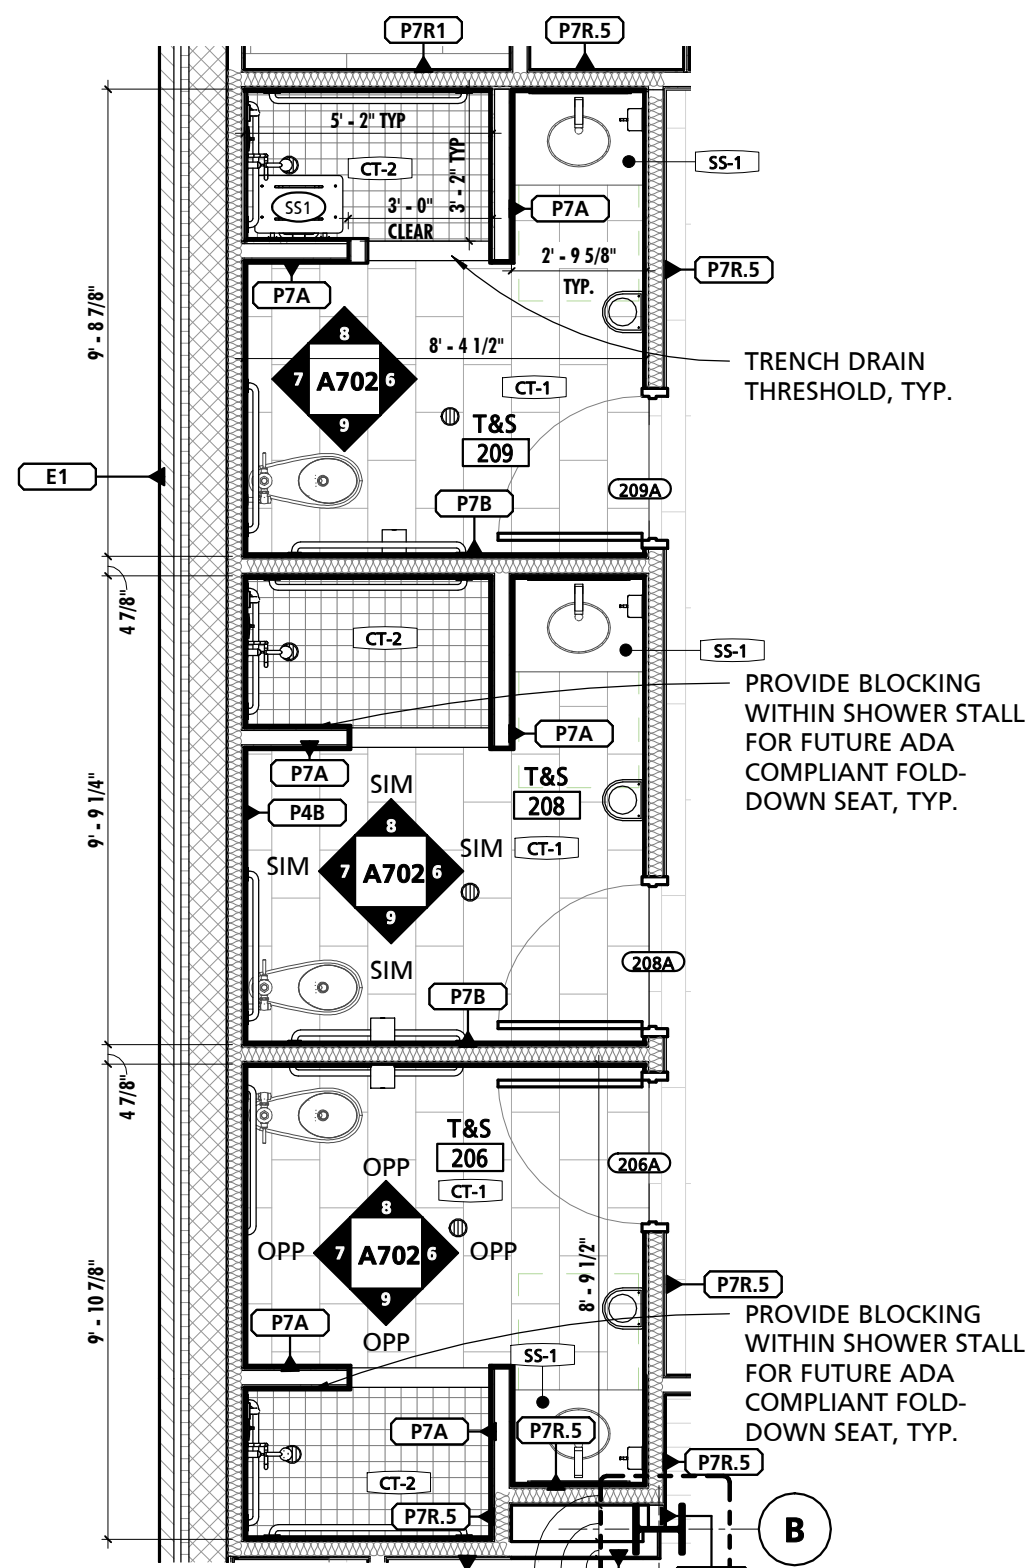 P7R1
P7R.5
5' - 2" TYP
3' - 2" TYP
CT-2
SS-1
SS1
3' - 0"
CLEAR
P7A
2' - 9 5/8"
TYP.
P7R.5
P7A
9' - 8 7/8"
8' - 4 1/2"
8
7 A702 6
9
CT-1
TRENCH DRAIN
THRESHOLD, TYP.
T&S
209
E1
209A
P7B
4 7/8"
CT-2
SS-1
PROVIDE BLOCKING
WITHIN SHOWER STALL
FOR FUTURE ADA
COMPLIANT FOLD-
DOWN SEAT, TYP.
P7A
P7A
SIM
T&S
208
P4B
9' - 9 1/4"
8
SIM
SIM
7 A702 6
9
CT-1
SIM
208A
P7B
4 7/8"
T&S
206
CT-1
206A
OPP
8
OPP
7 A702 6
OPP
9
OPP
8' - 9 1/2"
9' - 10 7/8"
P7R.5
P7A
PROVIDE BLOCKING
WITHIN SHOWER STALL
FOR FUTURE ADA
COMPLIANT FOLD-
DOWN SEAT, TYP.
SS-1
P7A
P7R.5
P7R.5
CT-2
P7R.5
B